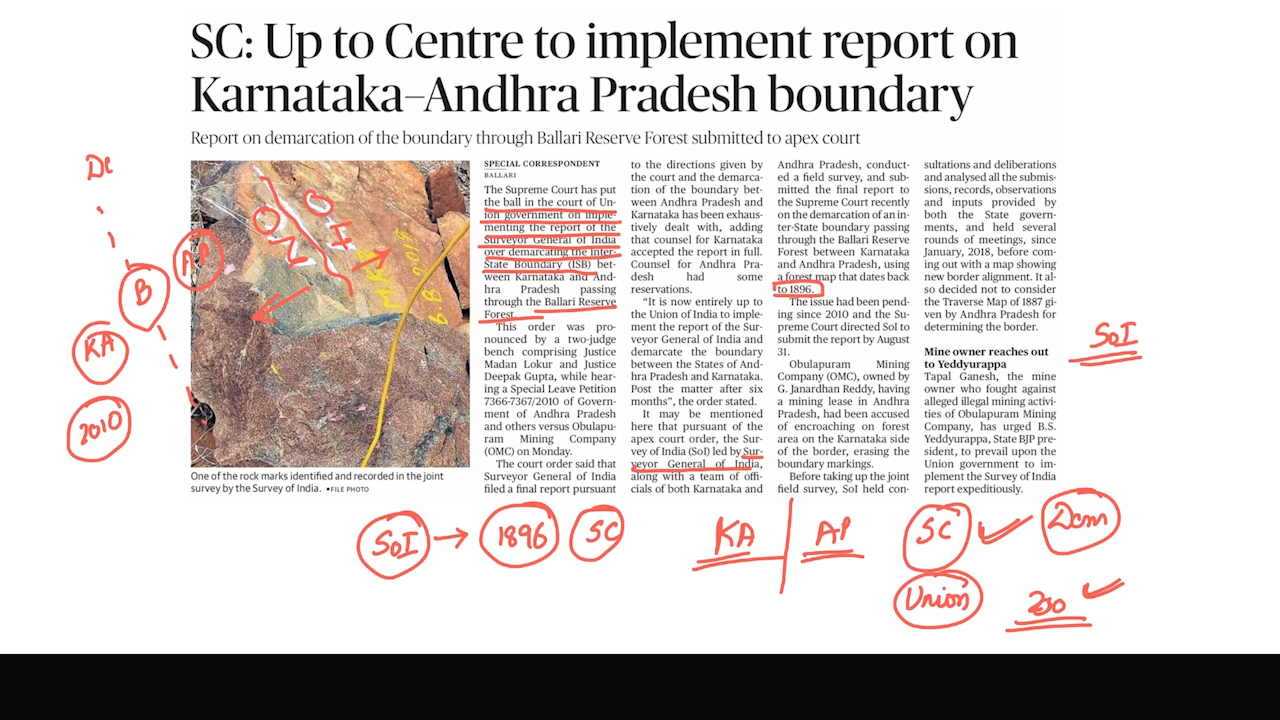 SC: Up to Centre to implement report on
Karnataka–Andhra Pradesh boundary
Report on demarcation of the boundary through Ballari Reserve Forest submitted to apex court
One of the rock marks identified and recorded in the joint
survey by the Survey of India. •FILE PHOTO
SPECIAL CORRESPONDENT
BALLARI
The Supreme Court has put
the ball in the court of Un-
ion government on imple-
menting the report of the
Surveyor General of India
over demarcating the Inter-
State Boundary (ISB) bet-
ween Karnataka and And-
hra Pradesh passing
through the Ballari Reserve
Forest.
This order was pro-
nounced by a two-judge
bench comprising Justice
Madan Lokur and Justice
Deepak Gupta, while hear-
ing a Special Leave Petition
7366-7367/2010 of Govern-
ment of Andhra Pradesh
and others versus Obulapu-
ram Mining Company
(OMC) on Monday.
The court order said that
Surveyor General of India
filed a final report pursuant
to the directions given by
the court and the demarca-
tion of the boundary bet-
ween Andhra Pradesh and
Karnataka has been exhaus-
tively dealt with, adding
that counsel for Karnataka
accepted the report in full.
Counsel for Andhra Pra-
desh had some
reservations.
“It is now entirely up to
the Union of India to imple-
ment the report of the Sur-
veyor General of India and
demarcate the boundary
between the States of And-
hra Pradesh and Karnataka.
Post the matter after six
months”, the order stated.
It may be mentioned
here that pursuant of the
apex court order, the Sur-
vey of India (SoI) led by Sur-
veyor General of India,
along with a team of offi-
cials of both Karnataka and
Andhra Pradesh, conduct-
ed a field survey, and sub-
mitted the final report to
the Supreme Court recently
on the demarcation of an in-
ter-State boundary passing
through the Ballari Reserve
Forest between Karnataka
and Andhra Pradesh, using
a forest map that dates back
to 1896.
The issue had been pend-
ing since 2010 and the Su-
preme Court directed SoI to
submit the report by August
31.
Obulapuram Mining
Company (OMC), owned by
G. Janardhan Reddy, having
a mining lease in Andhra
Pradesh, had been accused
of encroaching on forest
area on the Karnataka side
of the border, erasing the
boundary markings.
Before taking up the joint
field survey, SoI held con-
sultations and deliberations
and analysed all the submis-
sions, records, observations
and inputs provided by
both the State govern-
ments, and held several
rounds of meetings, since
January, 2018, before com-
ing out with a map showing
new border alignment. It al-
so decided not to consider
the Traverse Map of 1887 gi-
ven by Andhra Pradesh for
determining the border.
Mine owner reaches out
to Yeddyurappa
Tapal Ganesh, the mine
owner who fought against
alleged illegal mining activi-
ties of Obulapuram Mining
Company, has urged B.S.
Yeddyurappa, State BJP pre-
sident, to prevail upon the
Union government to im-
plement the Survey of India
report expeditiously.
AP
B
KA
2010
SoI
SoI → 1896 SC
KA AP
SC
Union